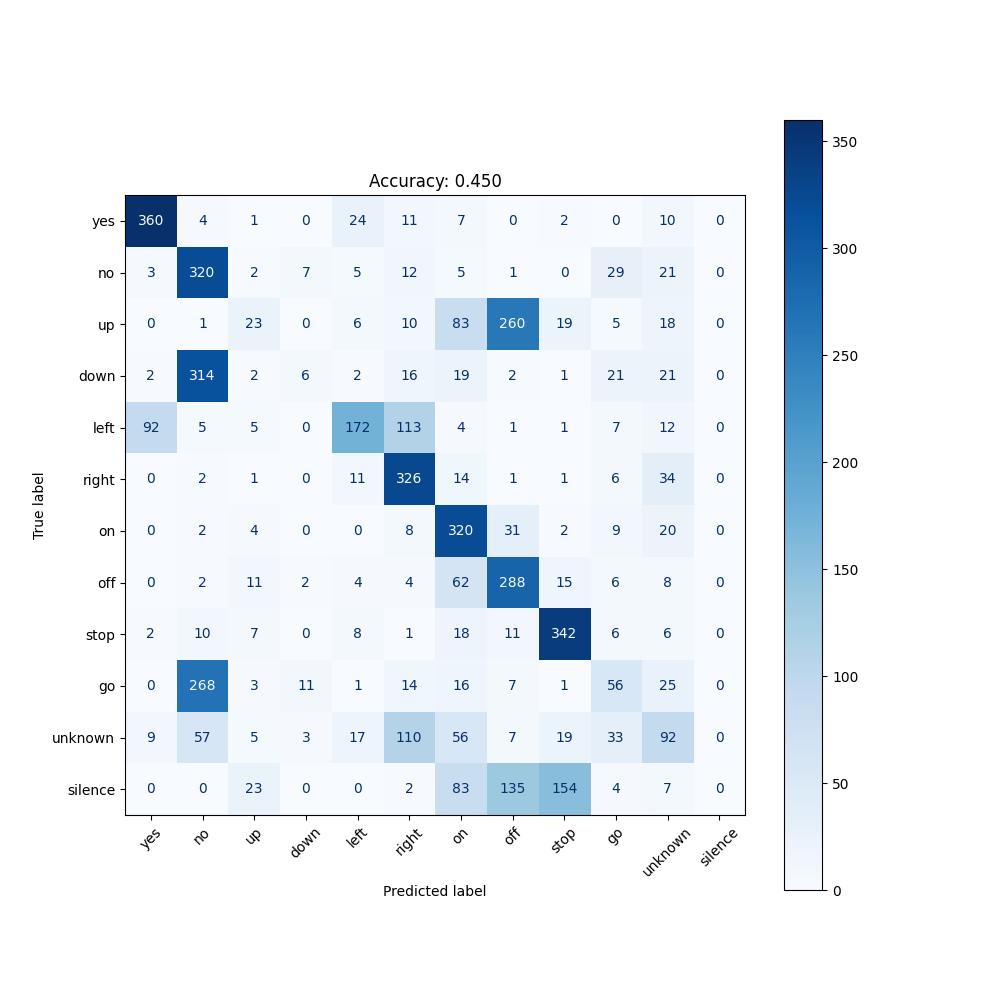 Accuracy: 0.450
yes 360 4 1 0 24 11 7 0 2 0 10 0
no 3 320 2 7 5 12 5 1 0 29 21 0
up 0 1 23 0 6 10 83 260 19 5 18 0
down 2 314 2 6 2 16 19 2 1 21 21 0
left 92 5 5 0 172 113 4 1 1 7 12 0
right 0 2 1 0 11 326 14 1 1 6 34 0
on 0 2 4 0 0 8 320 31 2 9 20 0
off 0 2 11 2 4 4 62 288 15 6 8 0
stop 2 10 7 0 8 1 18 11 342 6 6 0
go 0 268 3 11 1 14 16 7 1 56 25 0
unknown 9 57 5 3 17 110 56 7 19 33 92 0
silence 0 0 23 0 0 2 83 135 154 4 7 0
yes no up down left right on off stop go unknown silence
Predicted label
True label
350
300
250
200
150
100
50
0